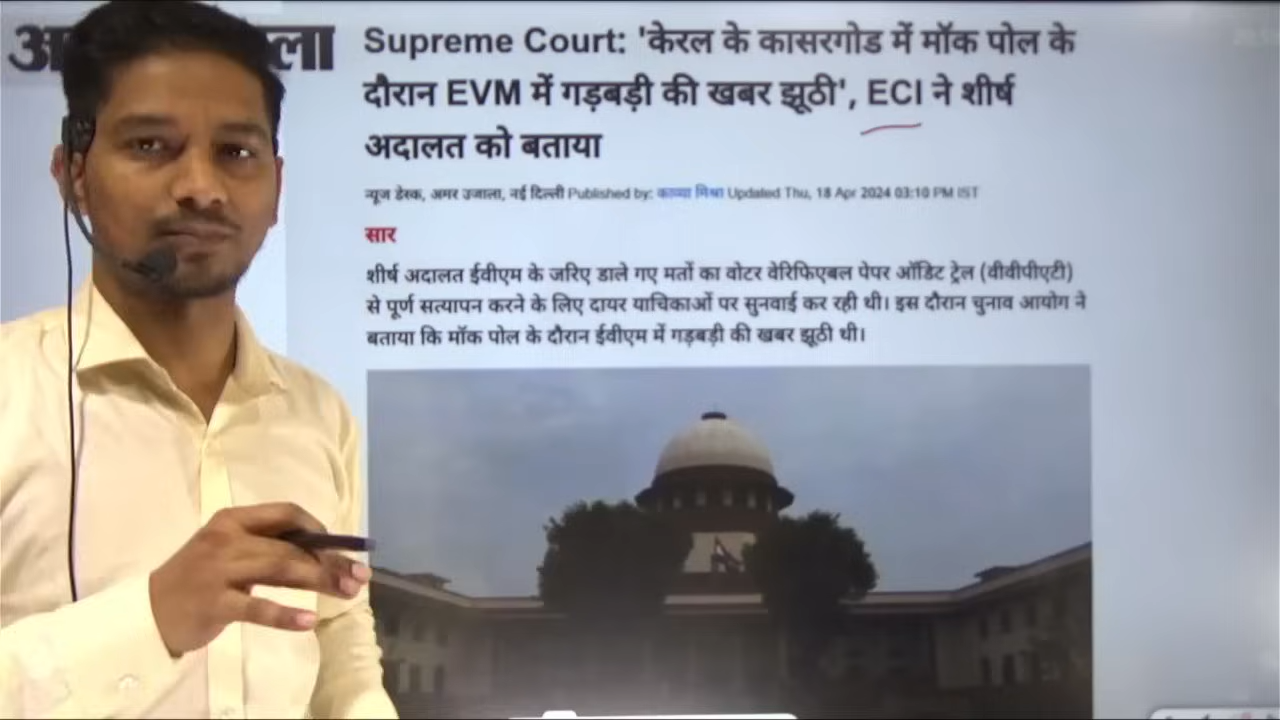 Supreme Court: 'केरल के कासरगोड में मॉक पोल के
दौरान EVM में गड़बड़ी की खबर झूठी', ECI ने शीर्ष
अदालत को बताया
न्यूज डेस्क, अमर उजाला, नई दिल्ली Published by: काव्या मिश्रा Updated Thu, 18 Apr 2024 03:10 PM IST
सार
शीर्ष अदालत ईवीएम के जरिए डाले गए मतों का वोटर वेरिफिएबल पेपर ऑडिट ट्रेल (वीवीपीएटी)
से पूर्ण सत्यापन करने के लिए दायर याचिकाओं पर सुनवाई कर रही थी। इस दौरान चुनाव आयोग ने
बताया कि मॉक पोल के दौरान ईवीएम में गड़बड़ी की खबर झूठी थी।